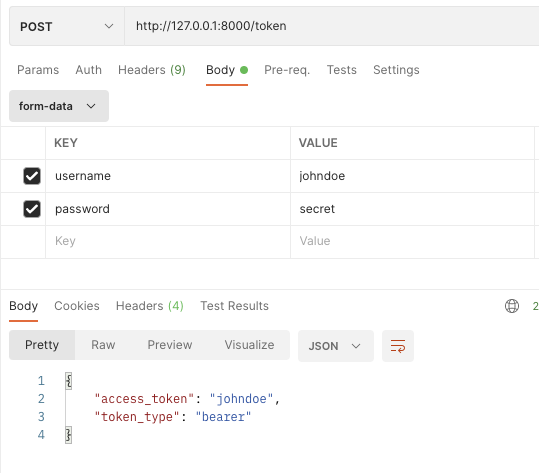 POST http://127.0.0.1:8000/token
Params Auth Headers (9) Body Pre-req. Tests Settings
form-data
KEY VALUE
username johndoe
password secret
Key Value
Body Cookies Headers (4) Test Results 2
Pretty Raw Preview Visualize JSON
1 {
2 "access_token": "johndoe",
3 "token_type": "bearer"
4 }